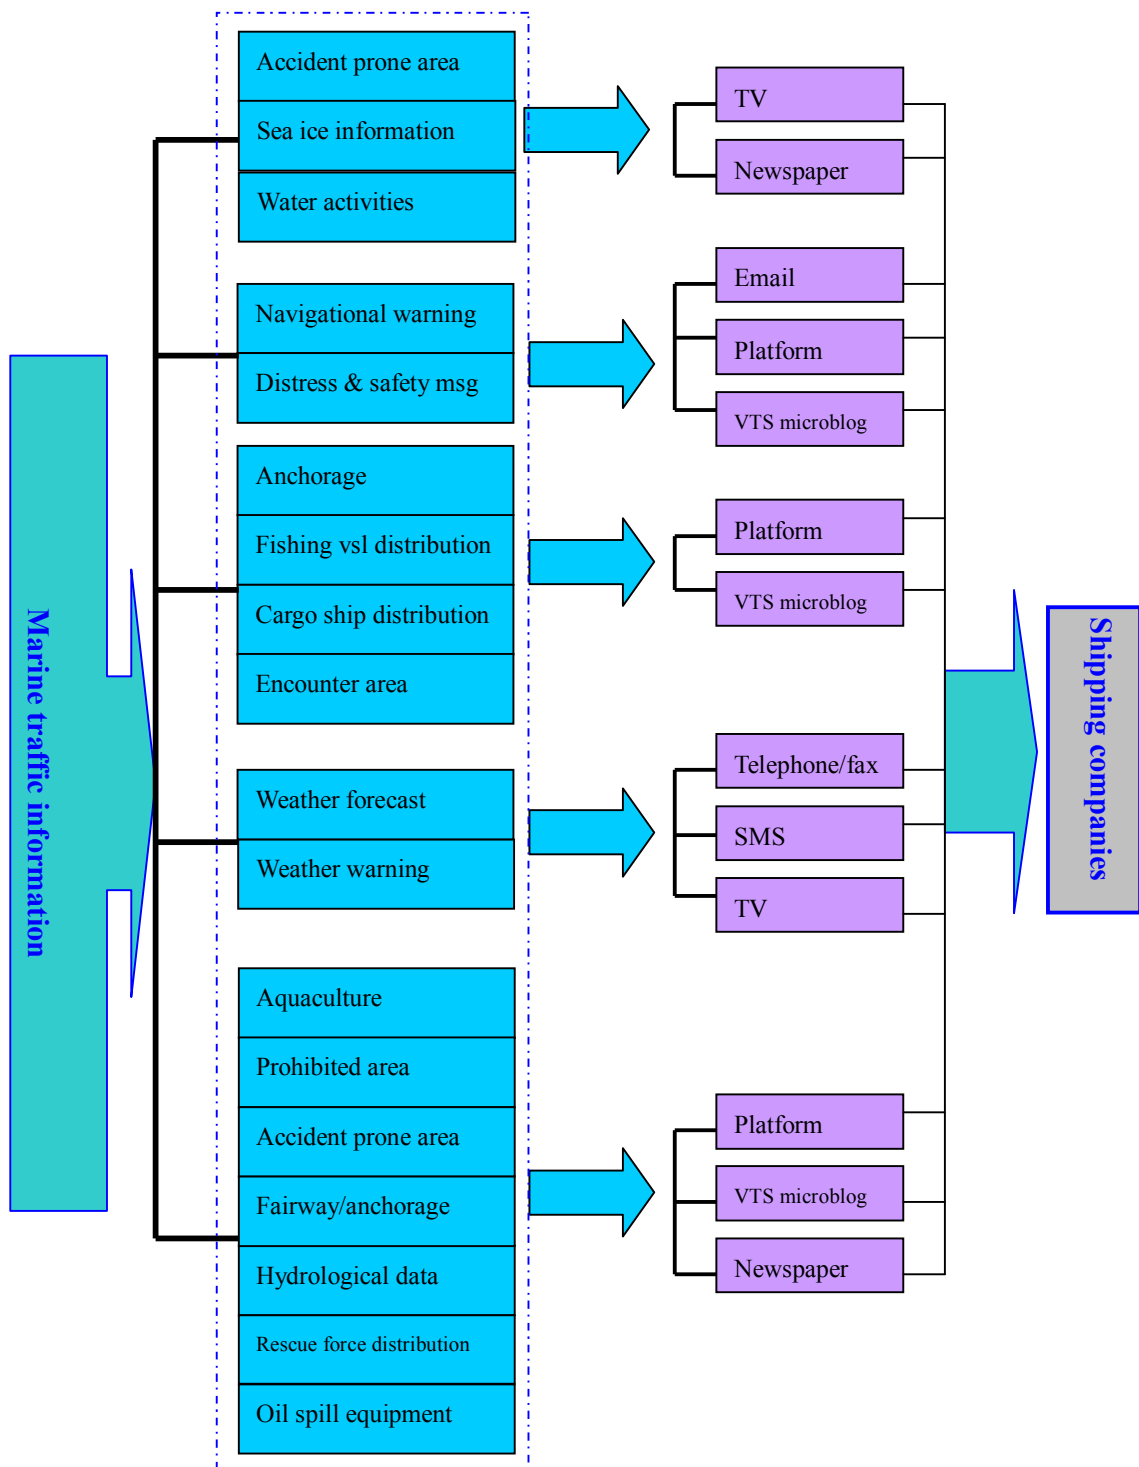 Marine traffic information
Accident prone area
Sea ice information
Water activities
TV
Newspaper
Navigational warning
Distress & safety msg
Email
Platform
VTS microblog
Anchorage
Fishing vsl distribution
Cargo ship distribution
Encounter area
Platform
VTS microblog
Weather forecast
Weather warning
Telephone/fax
SMS
TV
Aquaculture
Prohibited area
Accident prone area
Fairway/anchorage
Hydrological data
Rescue force distribution
Oil spill equipment
Platform
VTS microblog
Newspaper
Shipping companies